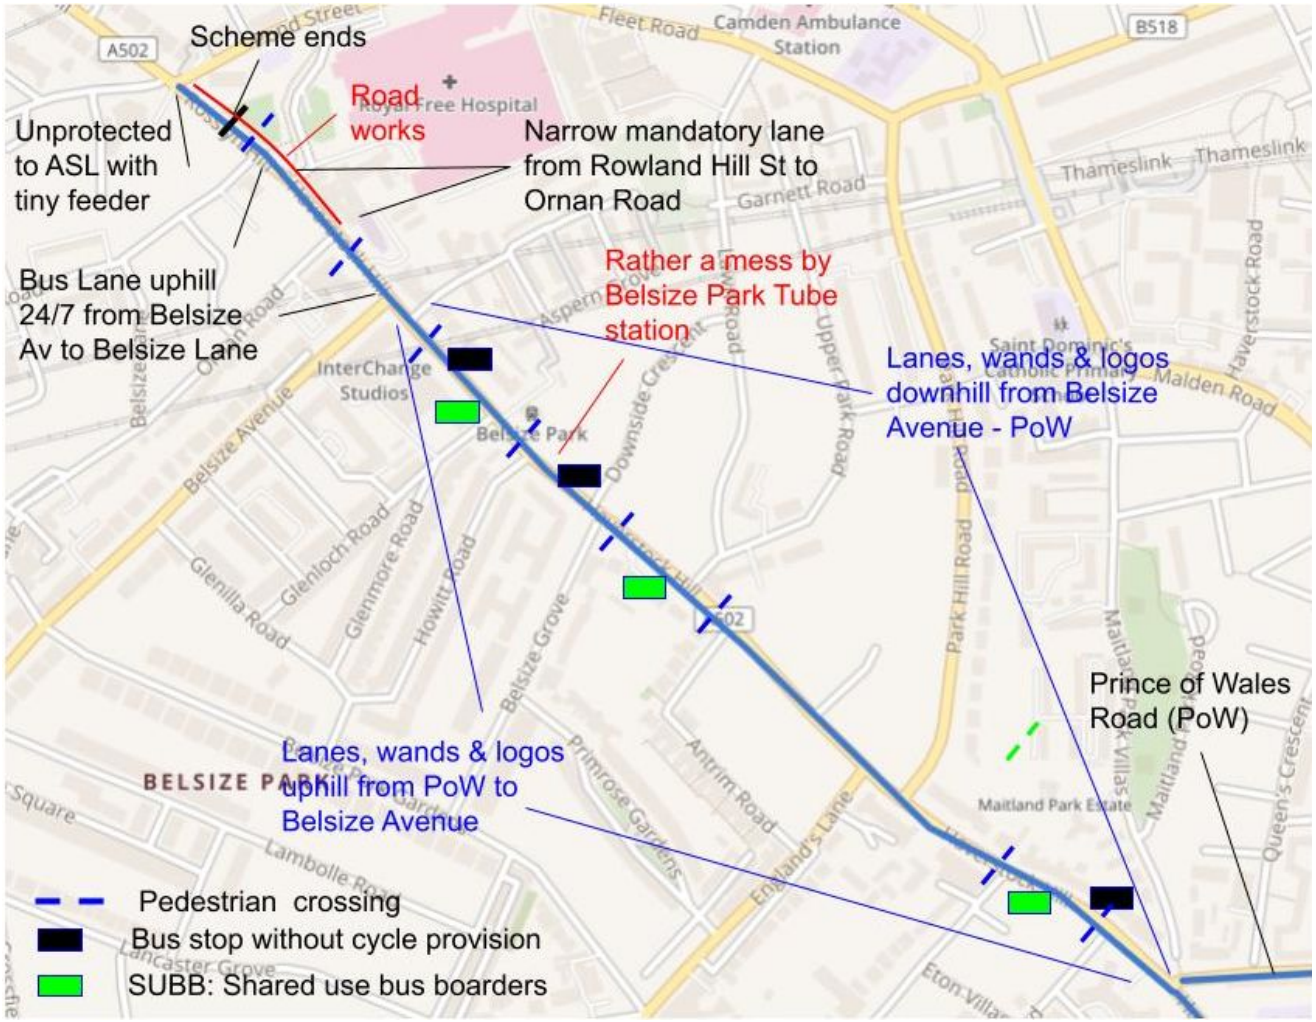 Scheme ends
A502
Fleet Road
Camden Ambulance
Station
B518
Road
works
Royal Free Hospital
Unprotected
to ASL with
tiny feeder
Narrow mandatory lane
from Rowland Hill St to
Ornan Road
Thameslink
Thameslink
Garnett Road
Bus Lane uphill
24/7 from Belsize
Av to Belsize Lane
Rather a mess by
Belsize Park Tube
station
Aspern Grove
Upper Park Road
Haverstock Road
Saint Dominic's
Catholic Primary
Lanes, wands & logos
downhill from Belsize
Avenue - PoW
Malden Road
InterChange
Studios
Belsize Park
Downside Crescent
Belsize Avenue
Glenloch Road
Glenmore Road
Howitt Road
Glenilla Road
Belsize Grove
Park Hill Road
Maitland Park Villas
Maitland Park Road
Prince of Wales
Road (PoW)
Queen's Crescent
Lanes, wands & logos
uphill from PoW to
Belsize Avenue
BELSIZE PARK
Square
Primrose Gardens
Antrim Road
England's Lane
Maitland Park Estate
Haverstock Hill
Lambolle Road
Lancaster Grove
Eton Villas
Pedestrian crossing
Bus stop without cycle provision
SUBB: Shared use bus boarders